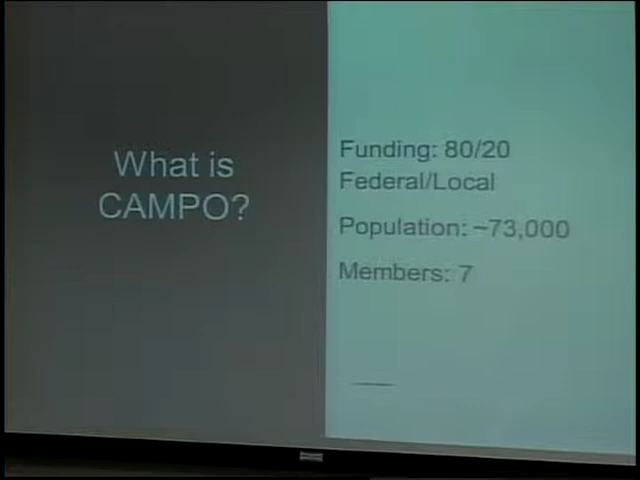 What is
CAMPO?
Funding: 80/20
Federal/Local
Population: ~73,000
Members: 7